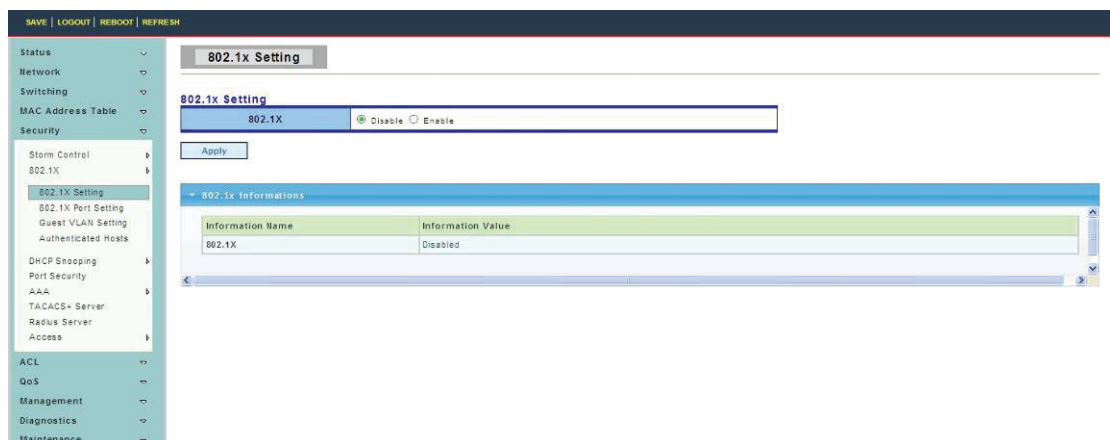 SAVE | LOGOUT | REBOOT | REFRESH
Status
Network
Switching
MAC Address Table
Security
Storm Control
802.1X
802.1X Setting
802.1X Port Setting
Guest VLAN Setting
Authenticated Hosts
DHCP Snooping
Port Security
AAA
TACACS+ Server
Radius Server
Access
ACL
QoS
Management
Diagnostics
Maintenance
802.1x Setting
802.1x Setting
802.1X Disable Enable
Apply
802.1x Informations
Information Name Information Value
802.1X Disabled